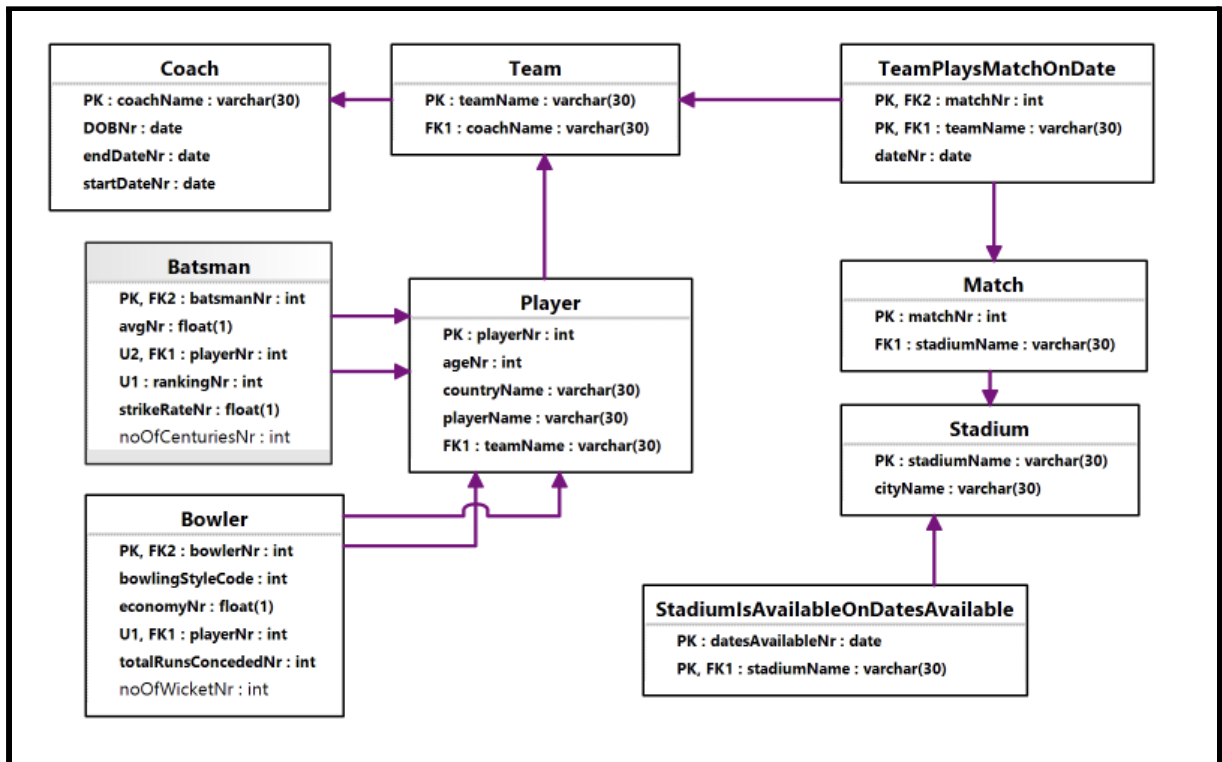 Coach
PK : coachName : varchar(30)
DOBNr : date
endDateNr : date
startDateNr : date
Team
PK : teamName : varchar(30)
FK1 : coachName : varchar(30)
TeamPlaysMatchOnDate
PK, FK2 : matchNr : int
PK, FK1 : teamName : varchar(30)
dateNr : date
Batsman
PK, FK2 : batsmanNr : int
avgNr : float(1)
U2, FK1 : playerNr : int
U1 : rankingNr : int
strikeRateNr : float(1)
noOfCenturiesNr : int
Player
PK : playerNr : int
ageNr : int
countryName : varchar(30)
playerName : varchar(30)
FK1 : teamName : varchar(30)
Match
PK : matchNr : int
FK1 : stadiumName : varchar(30)
Stadium
PK : stadiumName : varchar(30)
cityName : varchar(30)
Bowler
PK, FK2 : bowlerNr : int
bowlingStyleCode : int
economyNr : float(1)
U1, FK1 : playerNr : int
totalRunsConcededNr : int
noOfWicketNr : int
StadiumIsAvailableOnDatesAvailable
PK : datesAvailableNr : date
PK, FK1 : stadiumName : varchar(30)